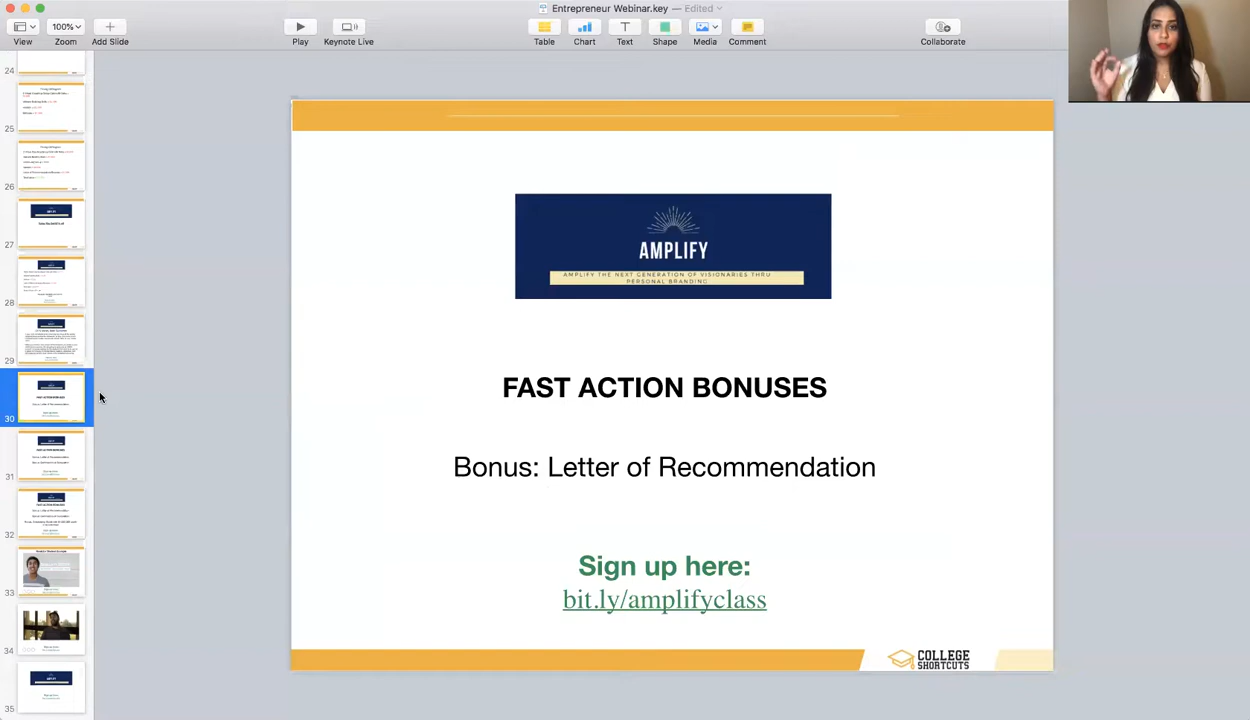 Entrepreneur Webinar.key — Edited
100%
View
Zoom
Add Slide
Play
Keynote Live
Table
Chart
Text
Shape
Media
Comment
Collaborate
24
25
26
27
28
29
30
31
32
33
34
35
AMPLIFY
AMPLIFY THE NEXT GENERATION OF VISIONARIES THRU
PERSONAL BRANDING
FAST ACTION BONUSES
Bonus: Letter of Recommendation
Sign up here:
bit.ly/amplifyclass
COLLEGE
SHORTCUTS